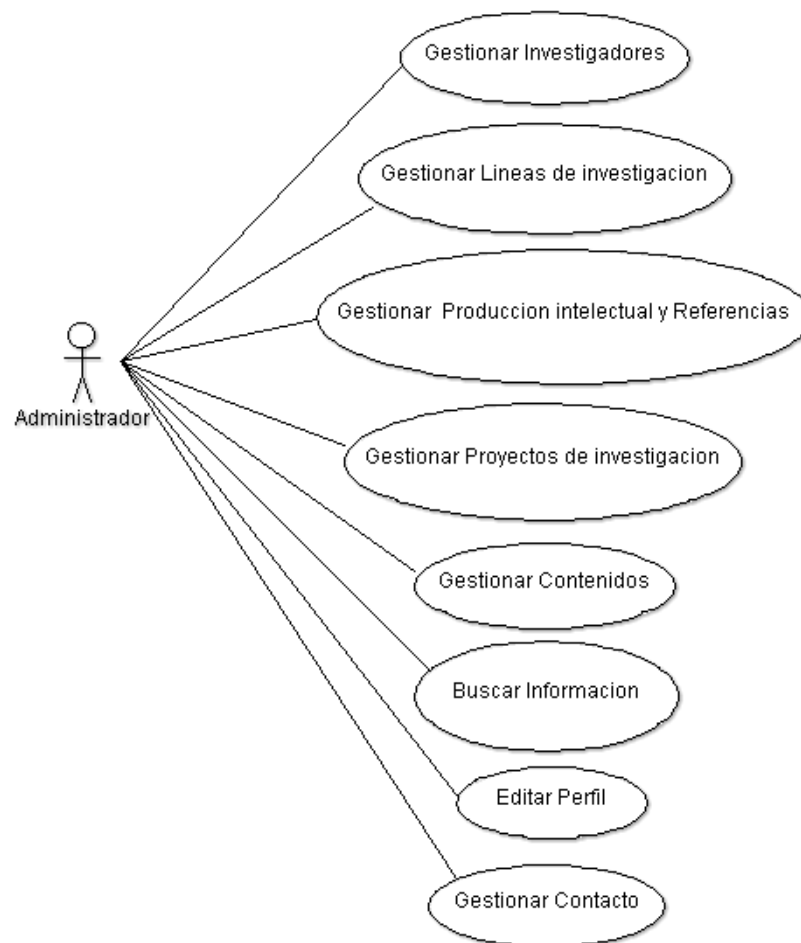 Gestionar Investigadores
Gestionar Lineas de investigacion
Gestionar Produccion intelectual y Referencias
Administrador
Gestionar Proyectos de investigacion
Gestionar Contenidos
Buscar Informacion
Editar Perfil
Gestionar Contacto